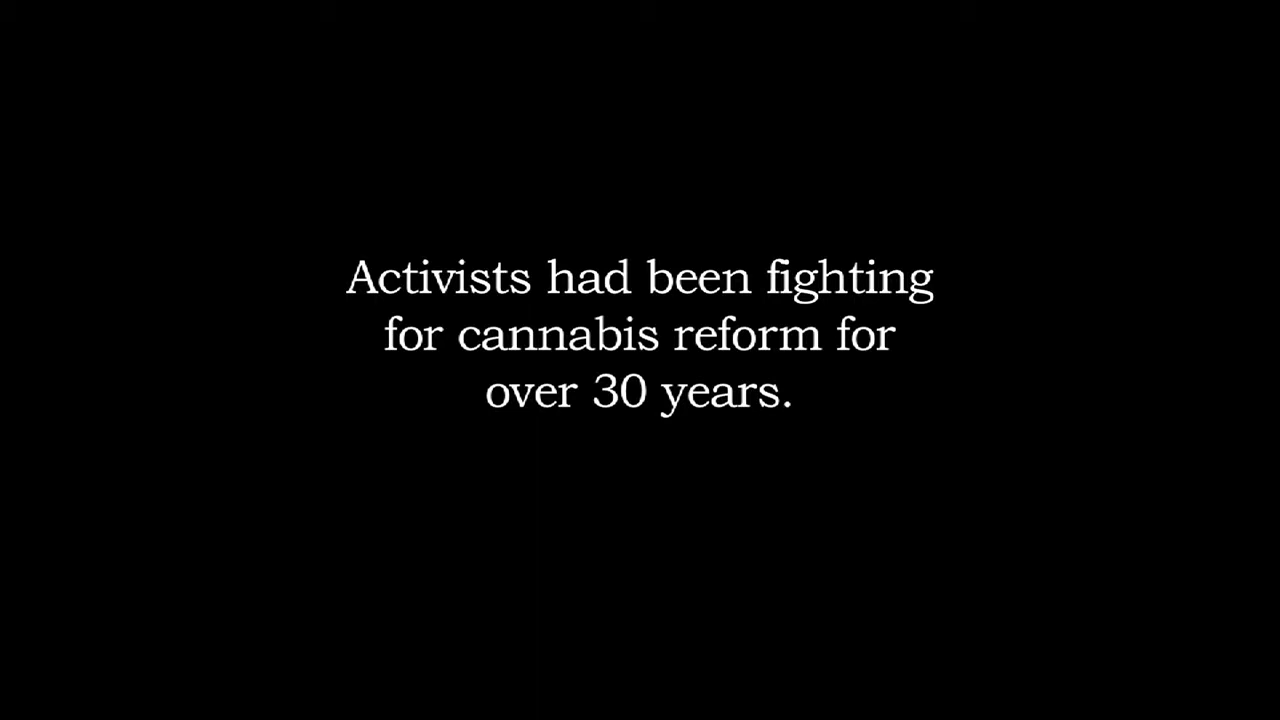 Activists had been fighting
for cannabis reform for
over 30 years.